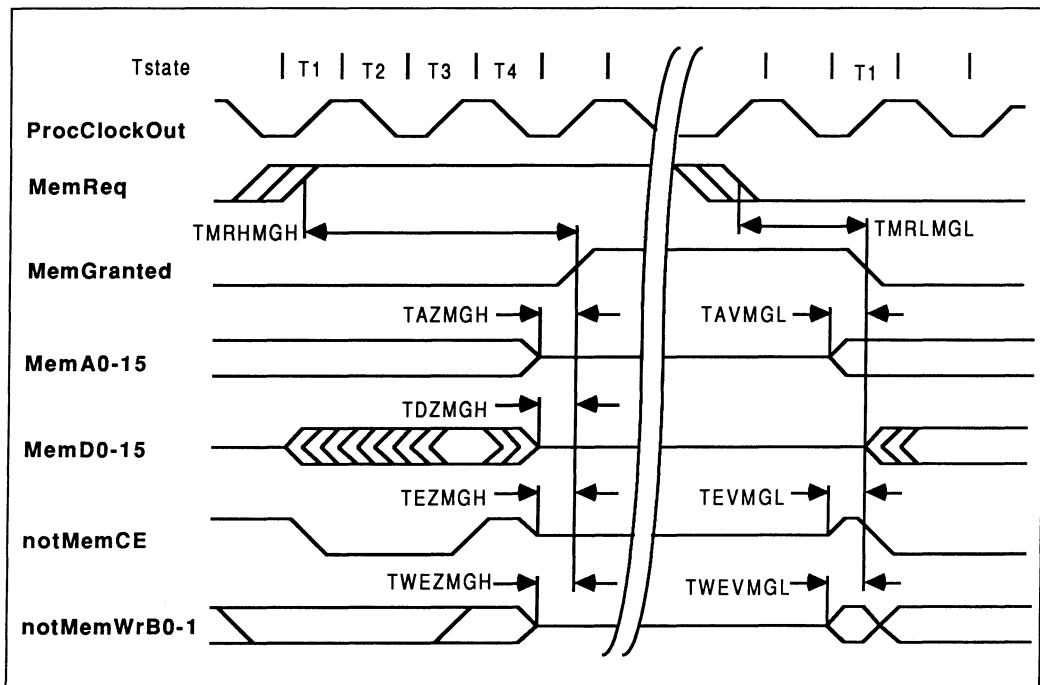 Tstate T1 T2 T3 T4 T1
ProcClockOut
MemReq
TMRHMGH TMRLMGL
MemGranted
TAZMGH TAVMGL
MemA0-15
TDZMGH
MemD0-15
TEZMGH TEVMGL
notMemCE
TWEZMGH TWEVMGL
notMemWrB0-1